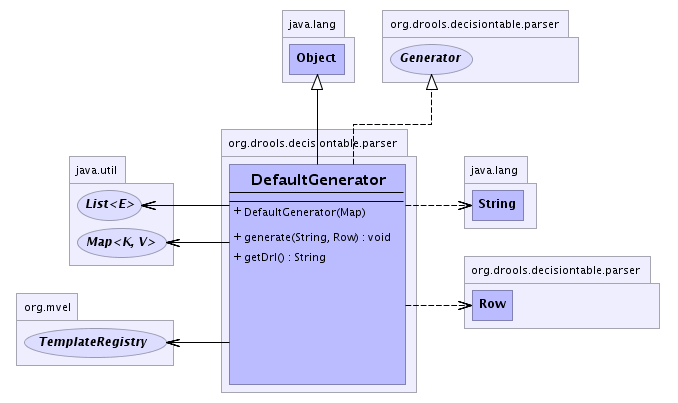 java.lang
Object
org.drools.decisiontable.parser
Generator
org.drools.decisiontable.parser
DefaultGenerator
+ DefaultGenerator(Map)
+ generate(String, Row) : void
+ getDrl() : String
java.util
List<E>
Map<K, V>
org.mvel
TemplateRegistry
java.lang
String
org.drools.decisiontable.parser
Row